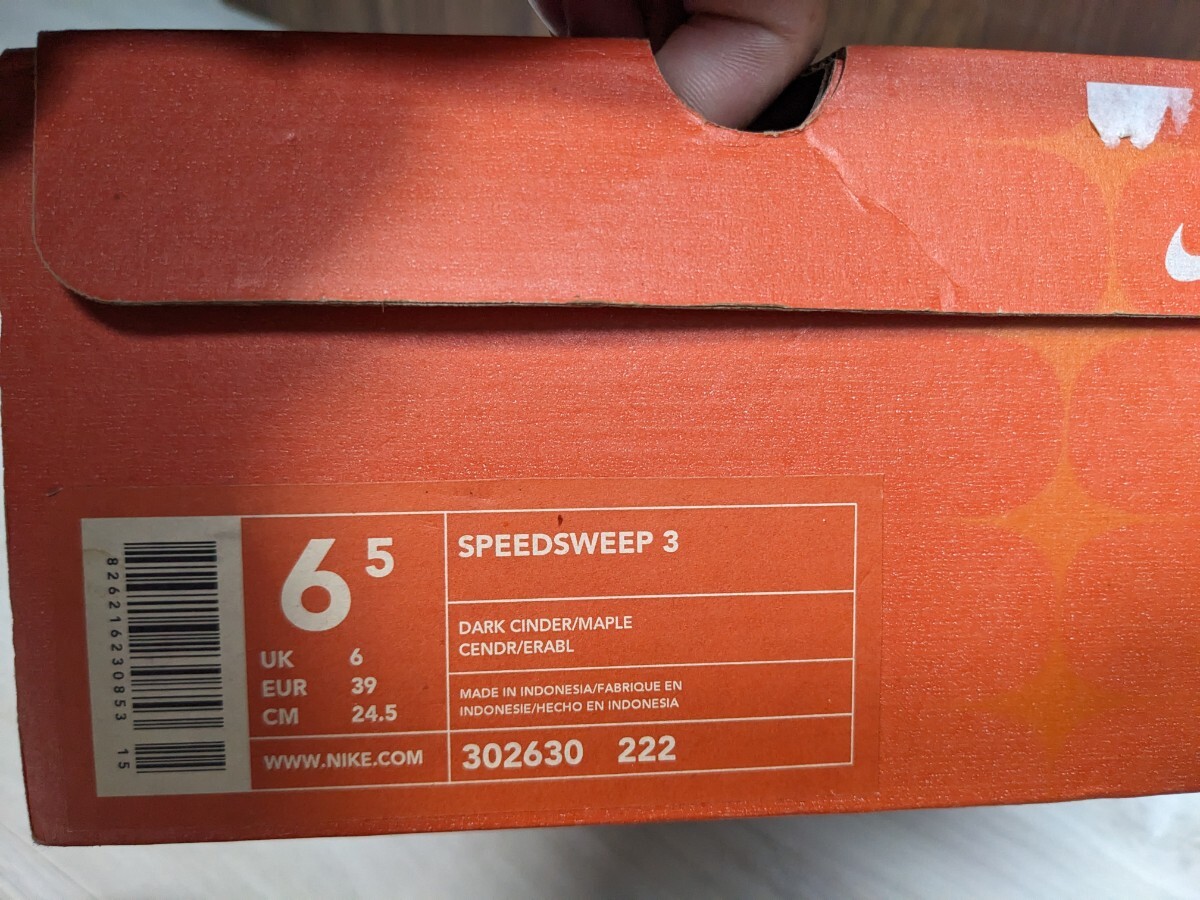 826216230853 15
6 5
UK 6
EUR 39
CM 24.5
WWW.NIKE.COM
SPEEDSWEEP 3
DARK CINDER/MAPLE
CENDR/ERABL
MADE IN INDONESIA/FABRIQUE EN
INDONESIE/HECHO EN INDONESIA
302630 222